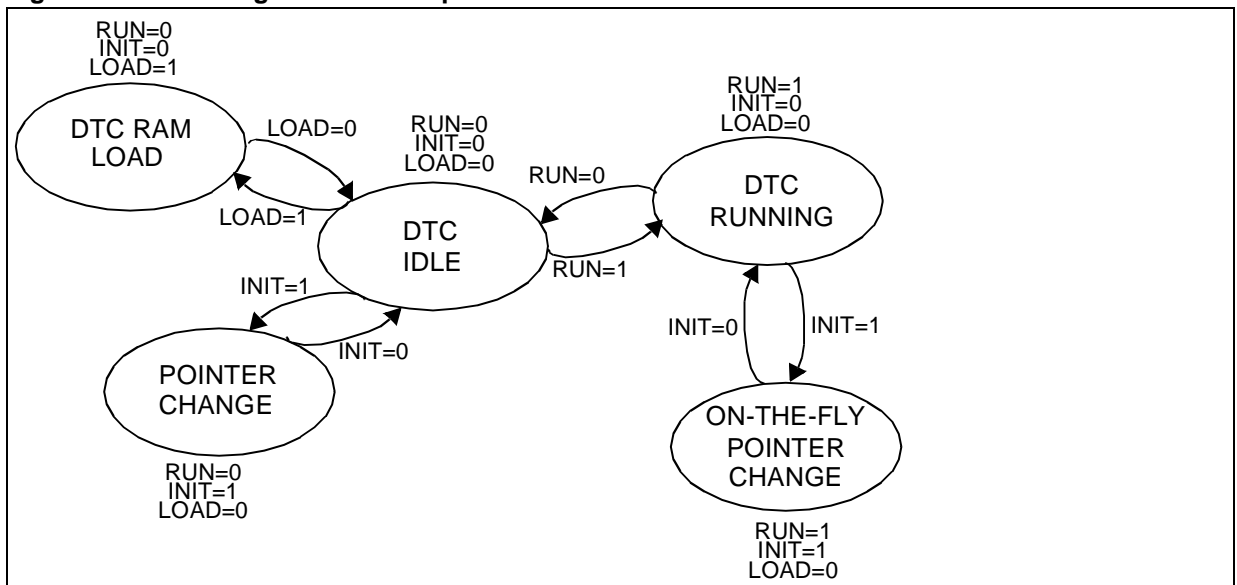 RUN=0
INIT=0
LOAD=1
DTC RAM
LOAD
LOAD=0
LOAD=1
RUN=0
INIT=0
LOAD=0
DTC
IDLE
RUN=0
RUN=1
RUN=1
INIT=0
LOAD=0
DTC
RUNNING
INIT=1
INIT=0
POINTER
CHANGE
RUN=0
INIT=1
LOAD=0
INIT=0
INIT=1
ON-THE-FLY
POINTER
CHANGE
RUN=1
INIT=1
LOAD=0